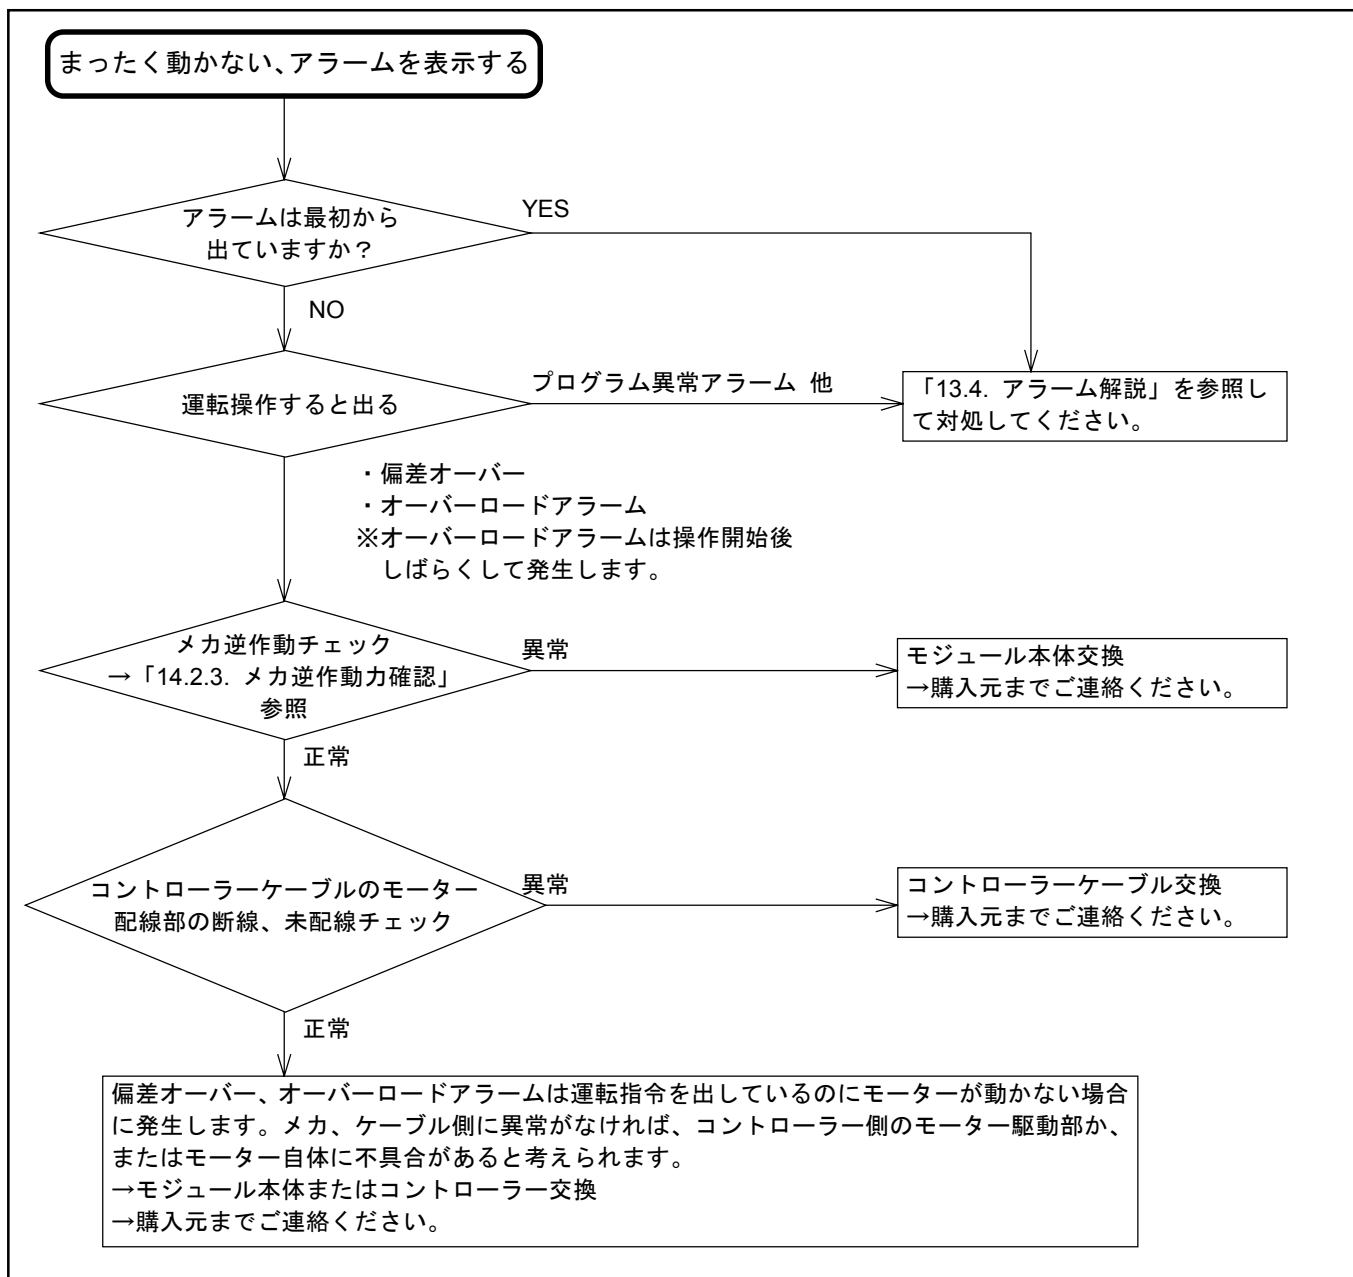 まったく動かない、アラームを表示する
アラームは最初から
出ていますか？
YES
NO
運転操作すると出る
プログラム異常アラーム 他
「13.4. アラーム解説」を参照し
て対処してください。
・偏差オーバー
・オーバーロードアラーム
※オーバーロードアラームは操作開始後
しばらくして発生します。
メカ逆作動チェック
→「14.2.3. メカ逆作動力確認」
参照
異常
モジュール本体交換
→購入元までご連絡ください。
正常
コントローラーケーブルのモーター
配線部の断線、未配線チェック
異常
コントローラーケーブル交換
→購入元までご連絡ください。
正常
偏差オーバー、オーバーロードアラームは運転指令を出しているのにモーターが動かない場合
に発生します。メカ、ケーブル側に異常がなければ、コントローラー側のモーター駆動部か、
またはモーター自体に不具合があると考えられます。
→モジュール本体またはコントローラー交換
→購入元までご連絡ください。